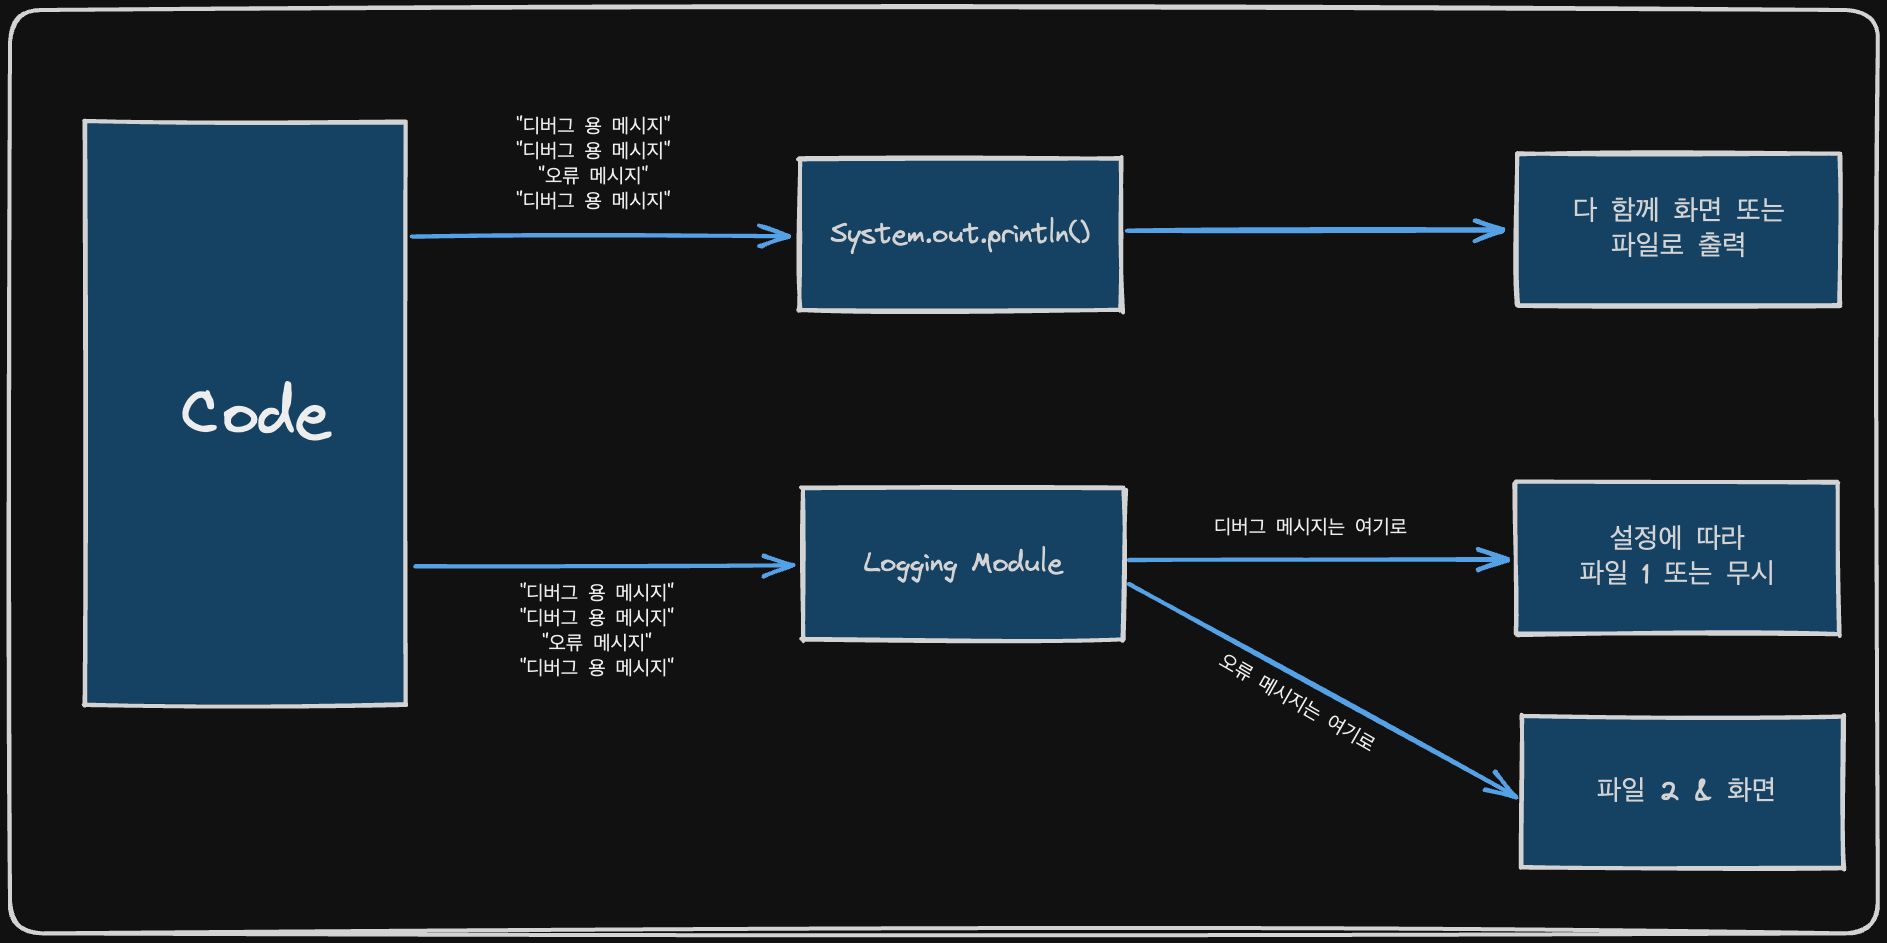 Code
"디버그 용 메시지"
"디버그 용 메시지"
"오류 메시지"
"디버그 용 메시지"
System.out.println()
다 함께 화면 또는
파일로 출력
"디버그 용 메시지"
"디버그 용 메시지"
"오류 메시지"
"디버그 용 메시지"
Logging Module
디버그 메시지는 여기로
설정에 따라
파일 1 또는 무시
오류 메시지는 여기로
파일 2 & 화면